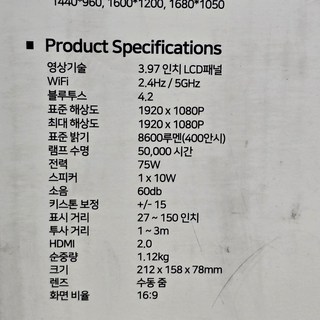 1440*960, 1600*1200, 1680*1050
■ Product Specifications
영상기술 3.97 인치 LCD패널
WiFi 2.4Hz / 5GHz
블루투스 4.2
표준 해상도 1920 x 1080P
최대 해상도 1920 x 1080P
표준 밝기 8600루멘(400안시)
램프 수명 50,000 시간
전력 75W
스피커 1 x 10W
소음 60db
키스톤 보정 +/- 15
표시 거리 27 ~ 150 인치
투사 거리 1 ~ 3m
HDMI 2.0
순중량 1.12kg
크기 212 x 158 x 78mm
렌즈 수동 줌
화면 비율 16:9